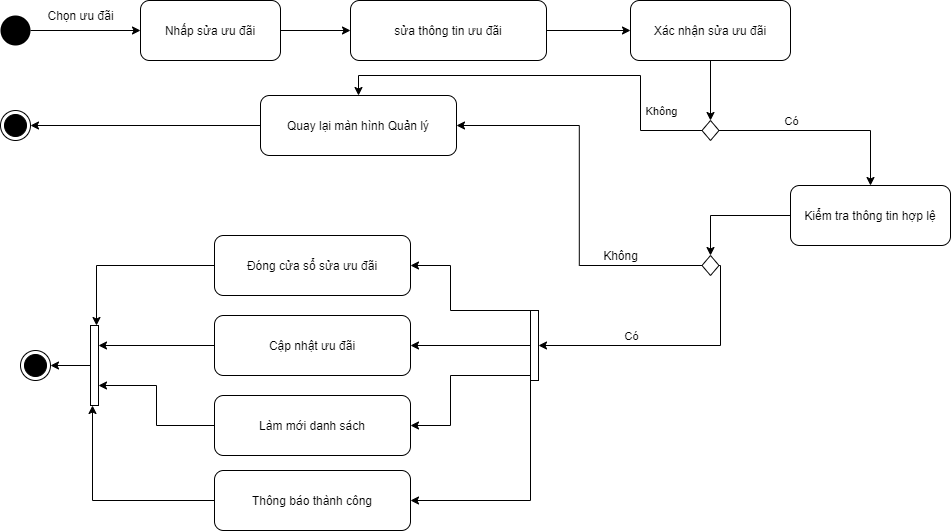 Chọn ưu đãi
Nhấp sửa ưu đãi
sửa thông tin ưu đãi
Xác nhận sửa ưu đãi
Không
Có
Quay lại màn hình Quản lý
Kiểm tra thông tin hợp lệ
Không
Có
Đóng cửa sổ sửa ưu đãi
Cập nhật ưu đãi
Làm mới danh sách
Thông báo thành công